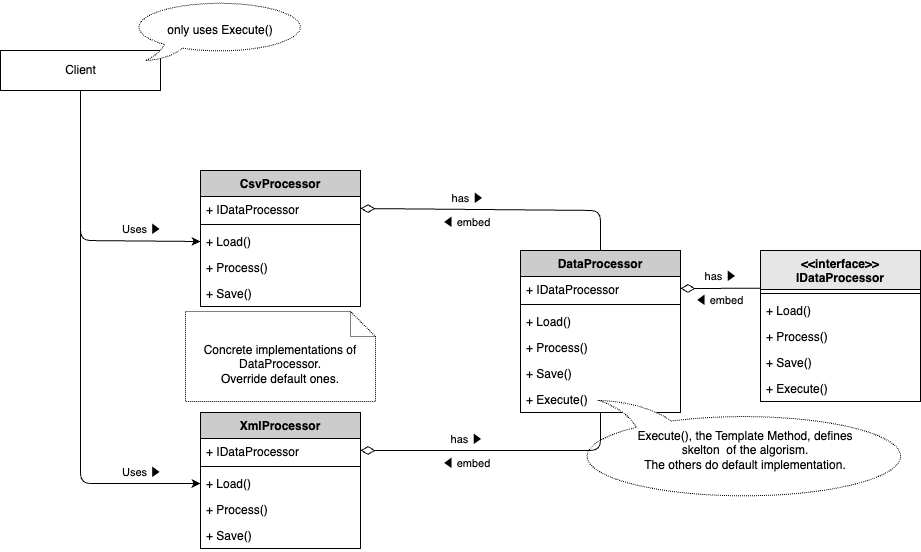 only uses Execute()
Client
CsvProcessor
+ IDataProcessor
+ Load()
+ Process()
+ Save()
Uses
has
embed
DataProcessor
+ IDataProcessor
+ Load()
+ Process()
+ Save()
+ Execute()
has
embed
<<interface>>
IDataProcessor
+ Load()
+ Process()
+ Save()
+ Execute()
Concrete implementations of
DataProcessor.
Override default ones.
XmlProcessor
+ IDataProcessor
+ Load()
+ Process()
+ Save()
Uses
has
embed
Execute(), the Template Method, defines
skelton of the algorism.
The others do default implementation.